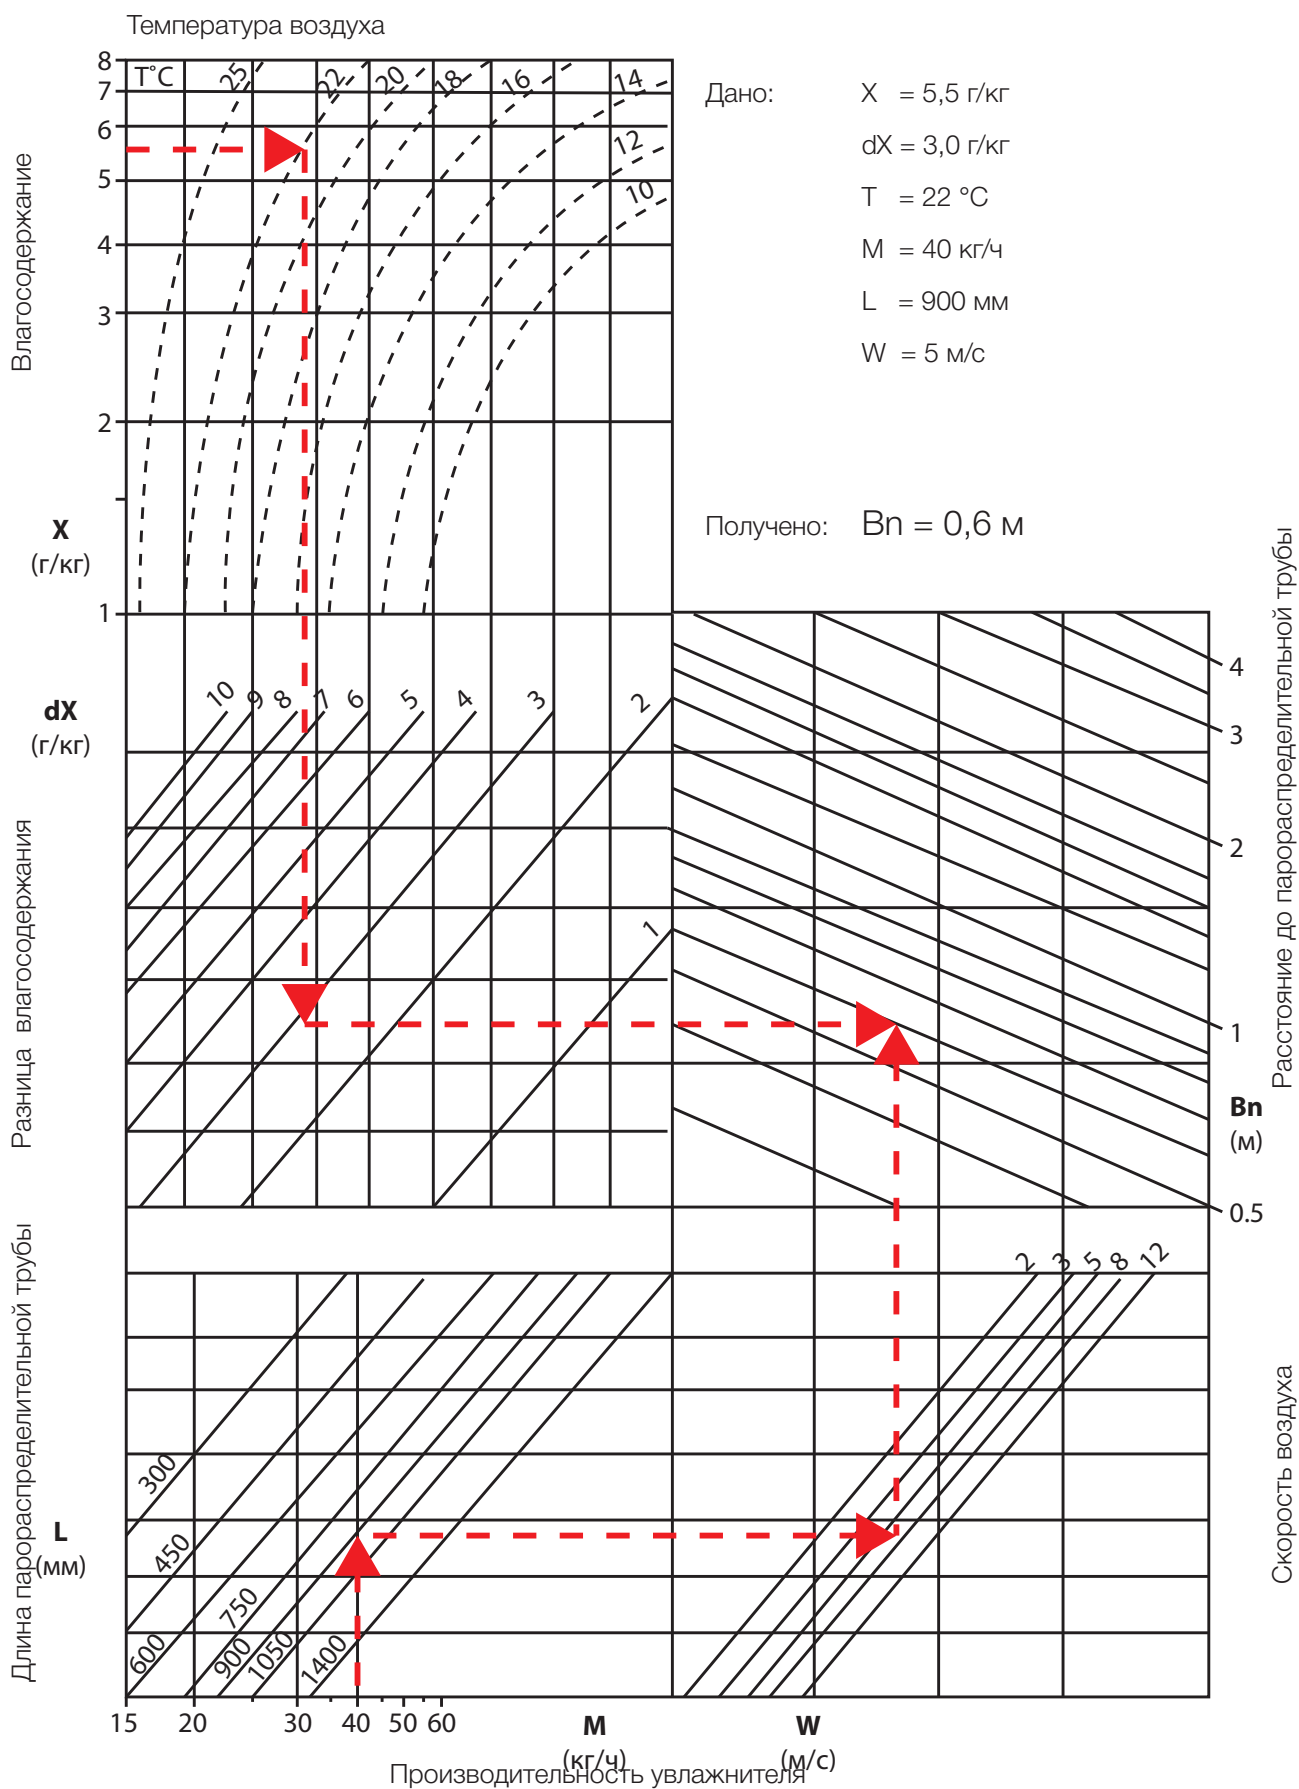 Температура воздуха
T°C
25
22
20
18
16
14
12
10
8
7
6
5
4
3
2
1
Влагосодержание
X
(г/кг)
Дано:
X = 5,5 г/кг
dX = 3,0 г/кг
T = 22 °C
M = 40 кг/ч
L = 900 мм
W = 5 м/с
Получено: Bn = 0,6 м
dX
(г/кг)
10
9
8
7
6
5
4
3
2
1
Разница влагосодержания
4
3
2
1
0.5
Bn
(м)
Расстояние до парораспределительной трубы
Длина парораспределительной трубы
L
(мм)
300
450
600
750
900
1050
1400
2
3
5
8
12
Скорость воздуха
15 20 30 40 50 60
M
(кг/ч)
W
(м/с)
Производительность увлажнителя